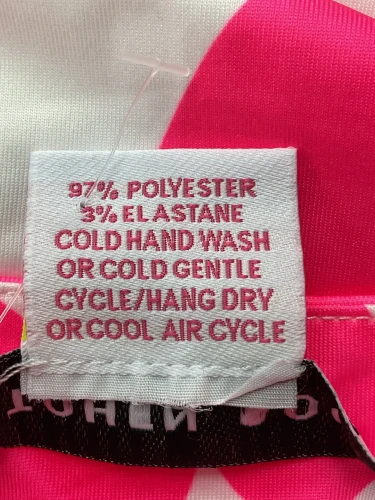 97% POLYESTER
3% ELASTANE
COLD HAND WASH
OR COLD GENTLE
CYCLE/HANG DRY
OR COOL AIR CYCLE